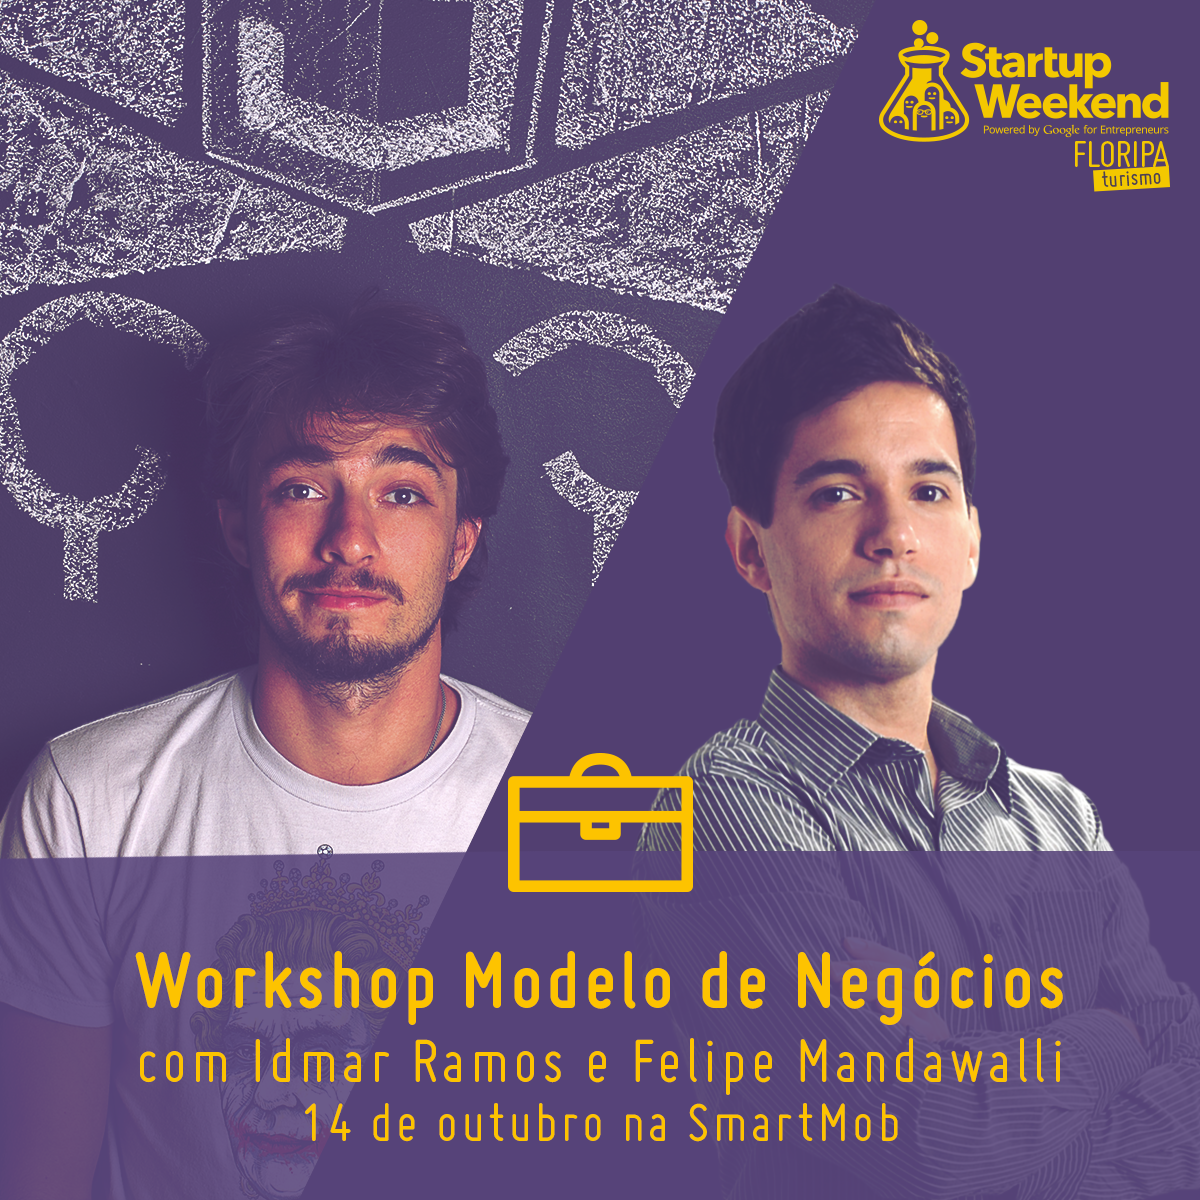 Startup
Weekend
Powered by Google for Entrepreneurs
FLORIPA
turismo
Workshop Modelo de Negócios
com Idmar Ramos e Felipe Mandawalli
14 de outubro na SmartMob